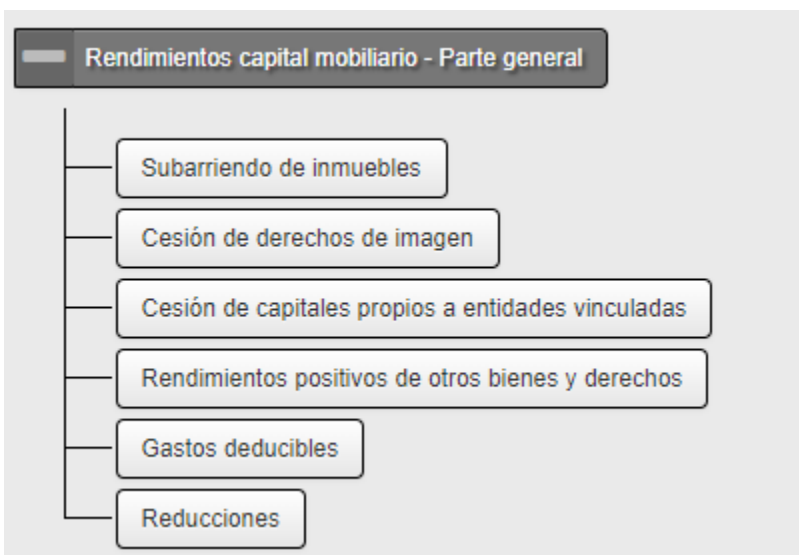 Rendimientos capital mobiliario - Parte general
Subarriendo de inmuebles
Cesión de derechos de imagen
Cesión de capitales propios a entidades vinculadas
Rendimientos positivos de otros bienes y derechos
Gastos deducibles
Reducciones